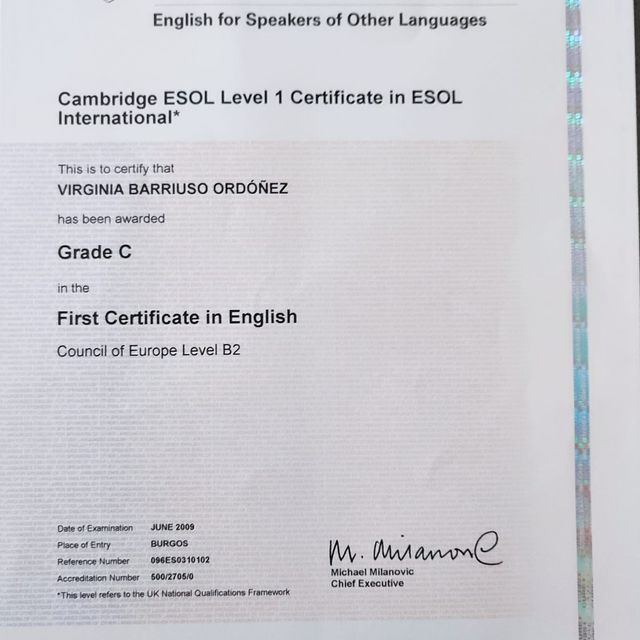 English for Speakers of Other Languages
Cambridge ESOL Level 1 Certificate in ESOL
International*
This is to certify that
VIRGINIA BARRIUSO ORDÓÑEZ
has been awarded
Grade C
in the
First Certificate in English
Council of Europe Level B2
Date of Examination JUNE 2009
Place of Entry BURGOS
Reference Number 096ES0310102
Accreditation Number 500/2705/0
*This level refers to the UK National Qualifications Framework
M. Milanovic
Michael Milanovic
Chief Executive